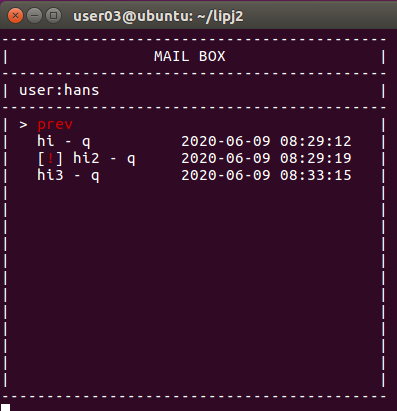 user03@ubuntu: ~/lipj2
MAIL BOX
user:hans
> prev
hi - q 2020-06-09 08:29:12
[!] hi2 - q 2020-06-09 08:29:19
hi3 - q 2020-06-09 08:33:15